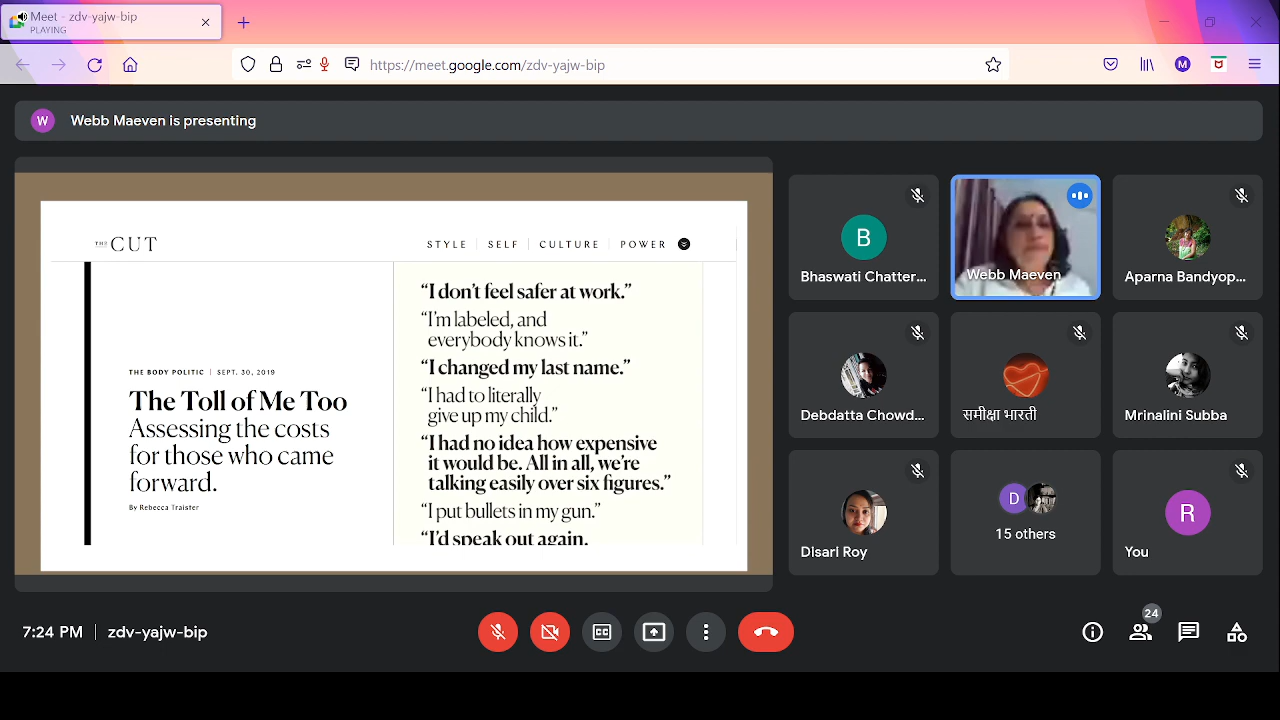 Meet - zdv-yajw-bip
PLAYING
https://meet.google.com/zdv-yajw-bip
M
W
Webb Maeven is presenting
THE CUT
STYLE
SELF
CULTURE
POWER
THE BODY POLITIC | SEPT. 30, 2019
The Toll of Me Too
Assessing the costs
for those who came
forward.
By Rebecca Traister
“I don’t feel safer at work.”
“I’m labeled, and
everybody knows it.”
“I changed my last name.”
“I had to literally
give up my child.”
“I had no idea how expensive
it would be. All in all, we’re
talking easily over six figures.”
“I put bullets in my gun.”
“I’d speak out again.
B
Bhaswati Chatter...
Webb Maeven
Aparna Bandyop...
Debdatta Chowd...
समीक्षा भारती
Mrinalini Subba
Disari Roy
D
15 others
R
You
7:24 PM
zdv-yajw-bip
CC
24